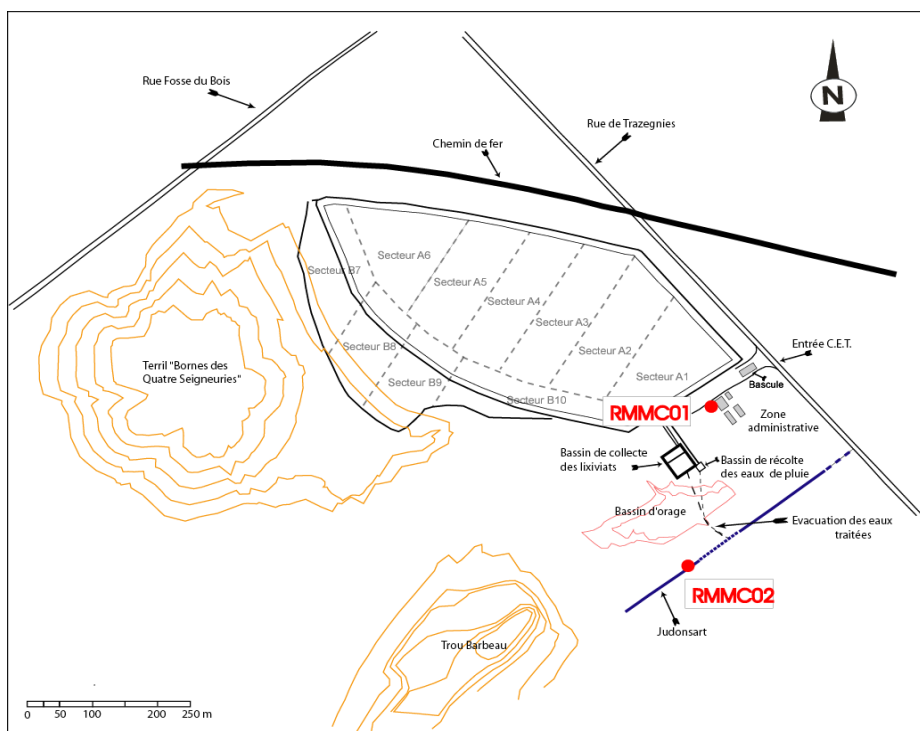 Rue Fosse du Bois
N
Rue de Trazegnies
Chemin de fer
Secteur A6
Secteur B7
Secteur A5
Secteur A4
Secteur A3
Entrée C.E.T.
Secteur B8
Secteur A2
Terril "Bornes des
Quatre Seigneuries"
Secteur A1
Secteur B9
Bascule
Secteur B10
RMMC01
Zone
administrative
Bassin de collecte
des lixiviats
Bassin de récolte
des eaux de pluie
Bassin d'orage
Evacuation des eaux
traitées
RMMC02
Judonsart
Trou Barbeau
0 50 100 150 250 m